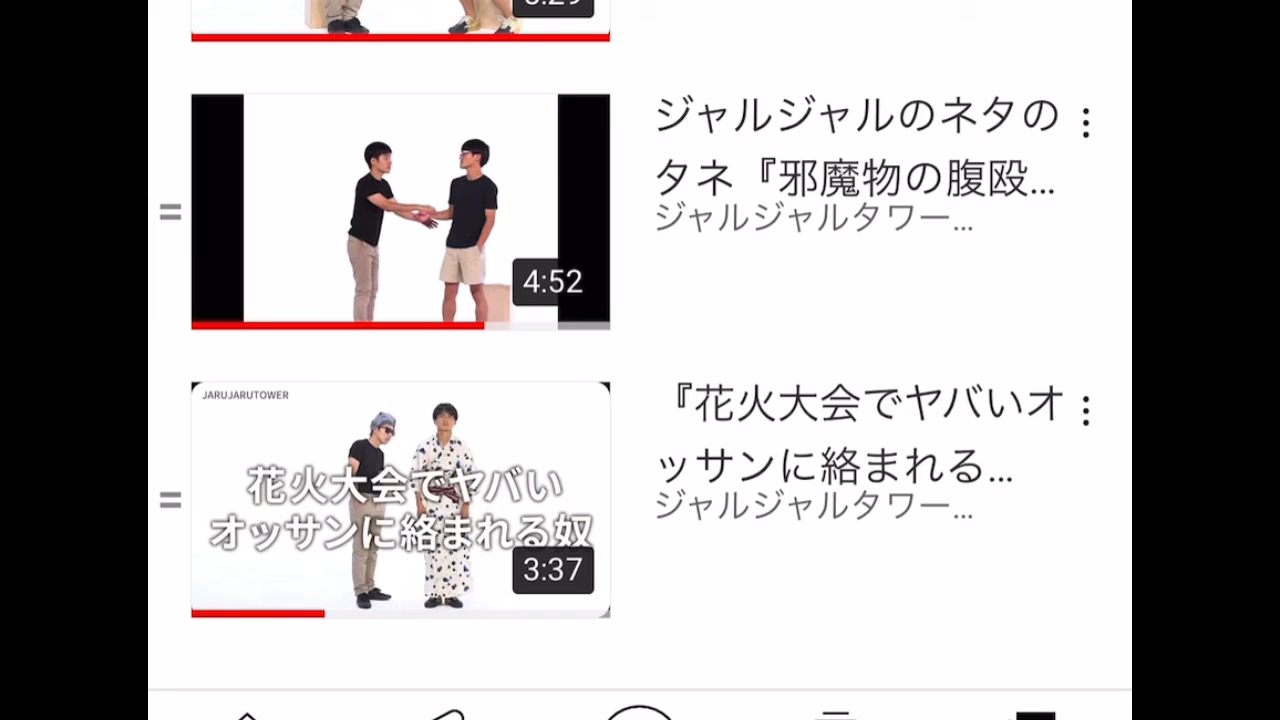 ジャルジャルのネタの
タネ『邪魔物の腹殴...
ジャルジャルタワー...
4:52
JARUJARUTOWER
花火大会でヤバい
オッサンに絡まれる奴
3:37
『花火大会でヤバいオ
ッサンに絡まれる...
ジャルジャルタワー...